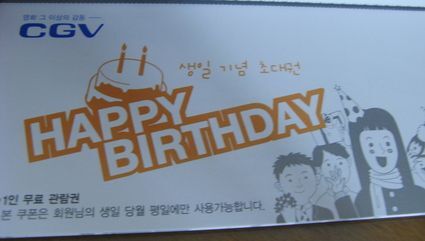 영화 그 이상의 감동
CGV
생일 기념 초대권
HAPPY
BIRTHDAY
1인 무료 관람권
본 쿠폰은 회원님의 생일 당월 평일에만 사용가능합니다.